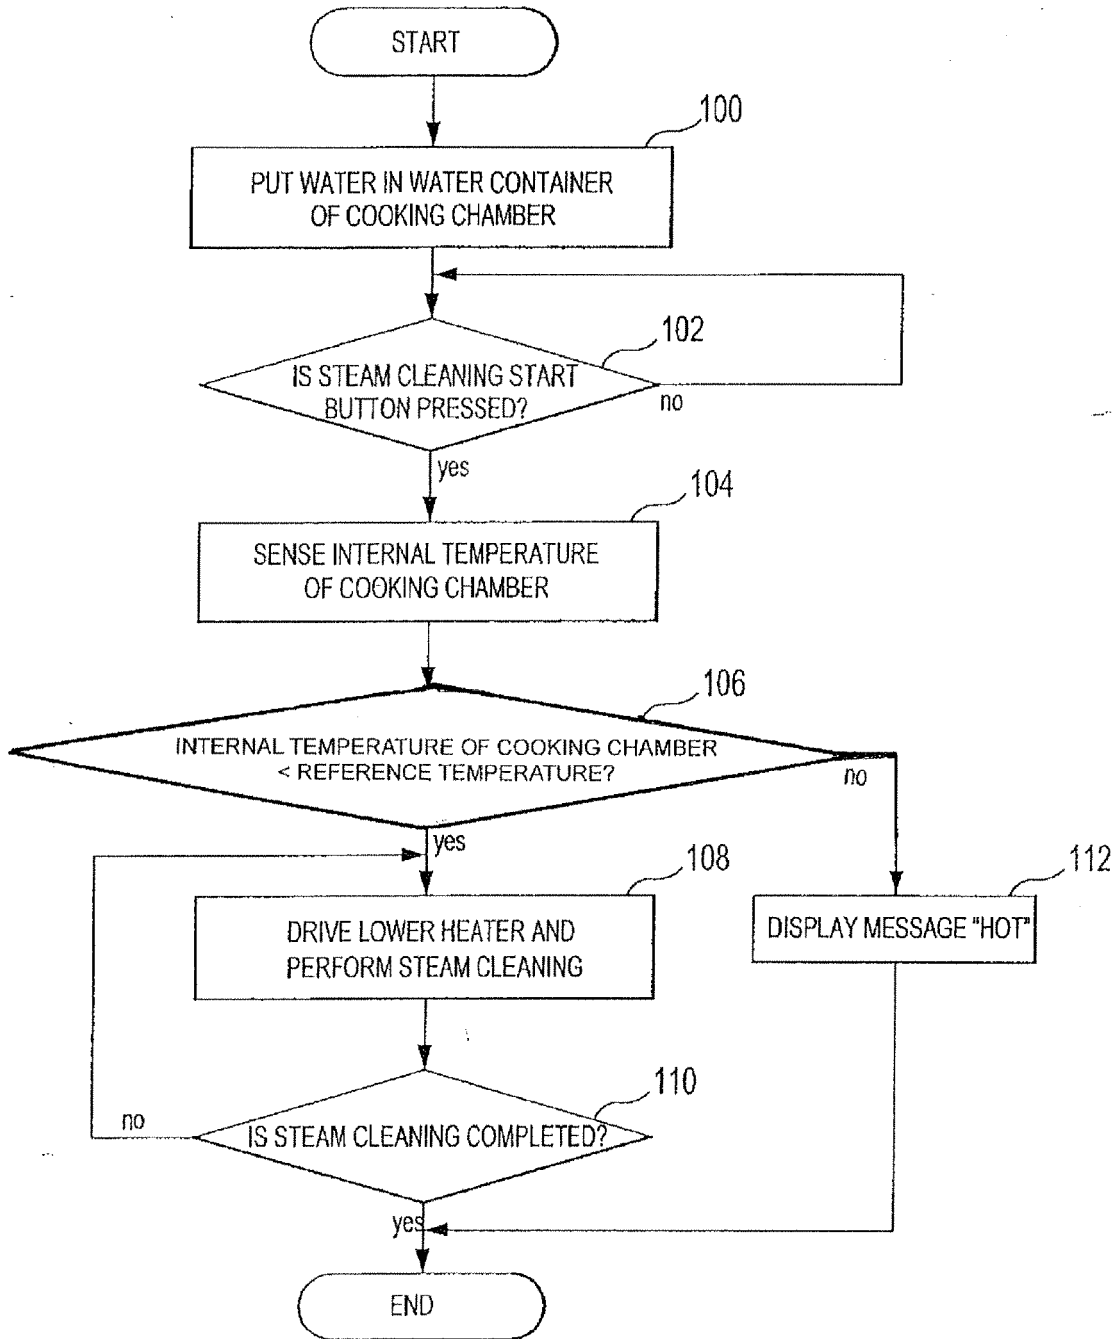 START
100
PUT WATER IN WATER CONTAINER
OF COOKING CHAMBER
102
IS STEAM CLEANING START
BUTTON PRESSED?
no
yes
104
SENSE INTERNAL TEMPERATURE
OF COOKING CHAMBER
106
INTERNAL TEMPERATURE OF COOKING CHAMBER
< REFERENCE TEMPERATURE?
no
yes
108
112
DRIVE LOWER HEATER AND
PERFORM STEAM CLEANING
DISPLAY MESSAGE "HOT"
110
no
IS STEAM CLEANING COMPLETED?
yes
END